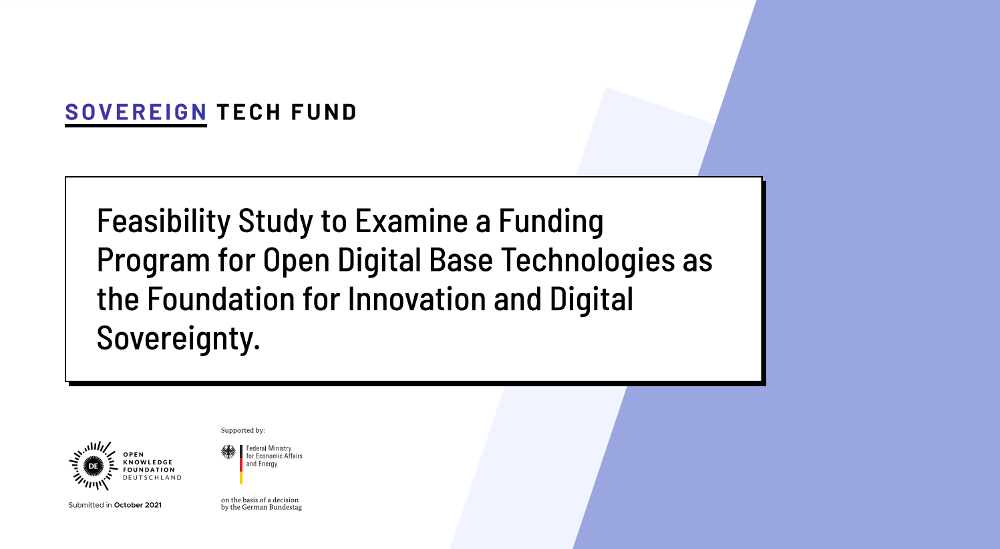 SOVEREIGN TECH FUND
Feasibility Study to Examine a Funding
Program for Open Digital Base Technologies as
the Foundation for Innovation and Digital
Sovereignty.
DE
OPEN
KNOWLEDGE
FOUNDATION
DEUTSCHLAND
Submitted in October 2021
Supported by:
Federal Ministry
for Economic Affairs
and Energy
on the basis of a decision
by the German Bundestag